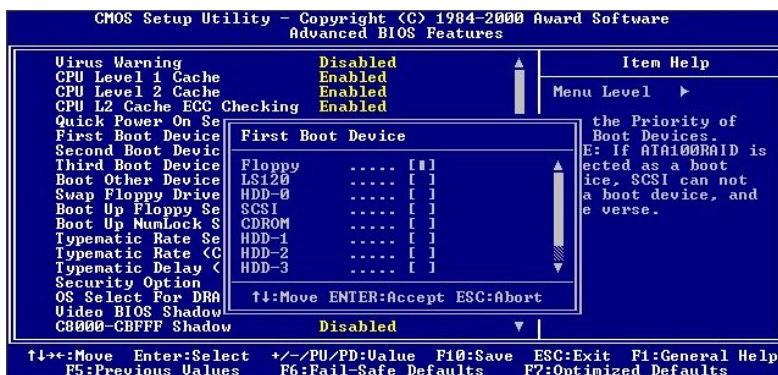 CMOS Setup Utility - Copyright (C) 1984-2000 Award Software
Advanced BIOS Features
Virus Warning Disabled
CPU Level 1 Cache Enabled
CPU Level 2 Cache Enabled
CPU L2 Cache ECC Checking Enabled
Quick Power On Se
First Boot Device
Second Boot Devic
Third Boot Device
Boot Other Device
Swap Floppy Drive
Boot Up Floppy Se
Boot Up NumLock S
Typematic Rate Se
Typematic Rate (C
Typematic Delay (
Security Option
OS Select For DRA
Video BIOS Shadow
C8000-CBFFF Shadow Disabled
First Boot Device
Floppy ..... [▮]
LS120 ..... [ ]
HDD-0 ..... [ ]
SCSI ..... [ ]
CDROM ..... [ ]
HDD-1 ..... [ ]
HDD-2 ..... [ ]
HDD-3 ..... [ ]
↑↓:Move ENTER:Accept ESC:Abort
Item Help
Menu Level ▶
the Priority of
Boot Devices.
E: If ATA100RAID is
ected as a boot
ice, SCSI can not
a boot device, and
e verse.
↑↓→←:Move Enter:Select +/-/PU/PD:Value F10:Save ESC:Exit F1:General Help
F5:Previous Values F6:Fail-Safe Defaults F7:Optimized Defaults